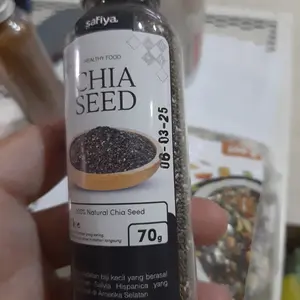 safiya.
HEALTHY FOOD
CHIA
SEED
06-03-25
100% Natural Chia Seed
70g
biji kecil yang berasal
Salvia Hispanica yang
di Amerika Selatan